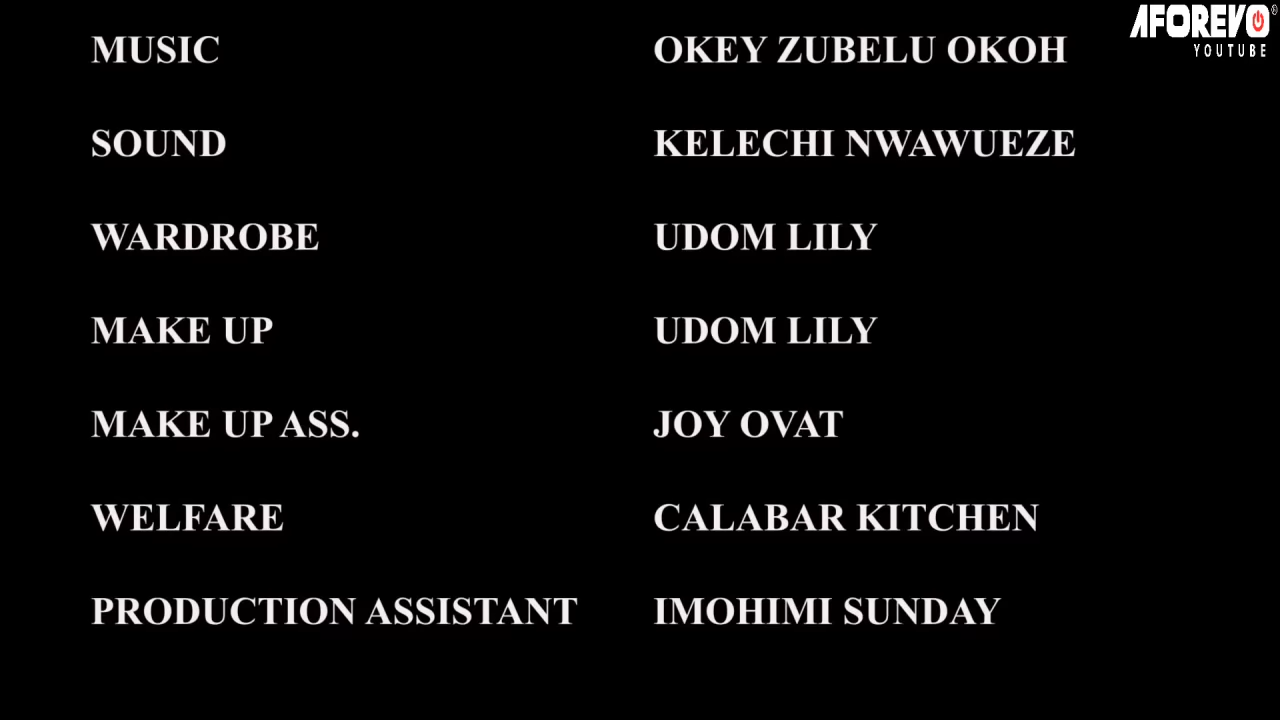 AFOREVO®
YOUTUBE
MUSIC OKEY ZUBELU OKOH
SOUND KELECHI NWAWUEZE
WARDROBE UDOM LILY
MAKE UP UDOM LILY
MAKE UP ASS. JOY OVAT
WELFARE CALABAR KITCHEN
PRODUCTION ASSISTANT IMOHIMI SUNDAY